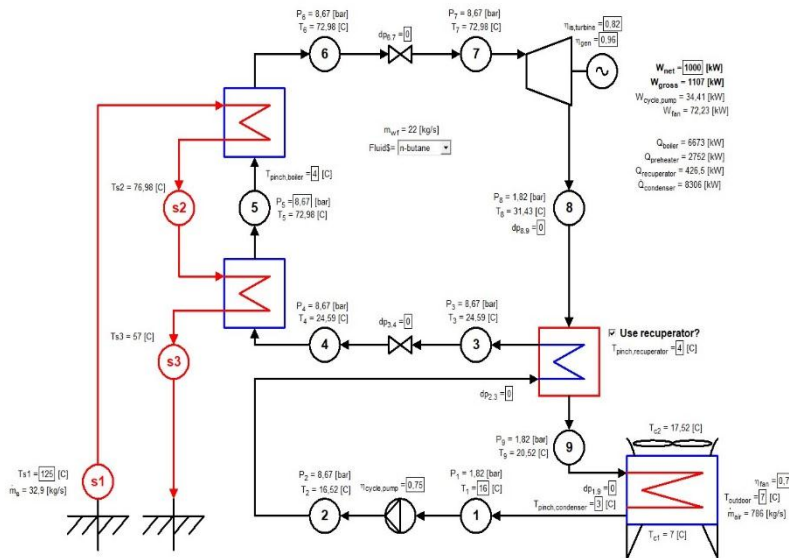 P₆ = 8,67 [bar]
T₆ = 72,98 [C]
6
dp₆.₇ = 0
P₇ = 8,67 [bar]
T₇ = 72,98 [C]
7
ηis,turbine = 0,82
ηgen = 0,96
Wnet = 1000 [kW]
Wgross = 1107 [kW]
Wcycle,pump = 34,41 [kW]
Wfan = 72,23 [kW]
Qboiler = 6673 [kW]
Qpreheater = 2752 [kW]
Qrecuperator = 426,5 [kW]
Q̇condenser = 8306 [kW]
mwf = 22 [kg/s]
Fluid$= n-butane
Tpinch,boiler = 4 [C]
Ts2 = 76,98 [C]
s2
5
P₅ = 8,67 [bar]
T₅ = 72,98 [C]
P₈ = 1,82 [bar]
T₈ = 31,43 [C]
dp₈.₉ = 0
8
Ts3 = 57 [C]
s3
P₄ = 8,67 [bar]
T₄ = 24,59 [C]
4
dp₃.₄ = 0
P₃ = 8,67 [bar]
T₃ = 24,59 [C]
3
Use recuperator?
Tpinch,recuperator = 4 [C]
dp₂.₃ = 0
P₉ = 1,82 [bar]
T₉ = 20,52 [C]
9
Tc2 = 17,52 [C]
Ts1 = 125 [C]
ṁs = 32,9 [kg/s]
s1
P₂ = 8,67 [bar]
T₂ = 16,52 [C]
2
ηcycle,pump = 0,75
P₁ = 1,82 [bar]
T₁ = 16 [C]
1
dp₁.₉ = 0
Tpinch,condenser = 3 [C]
Tc1 = 7 [C]
ηfan = 0,7
Toutdoor = 7 [C]
ṁair = 786 [kg/s]